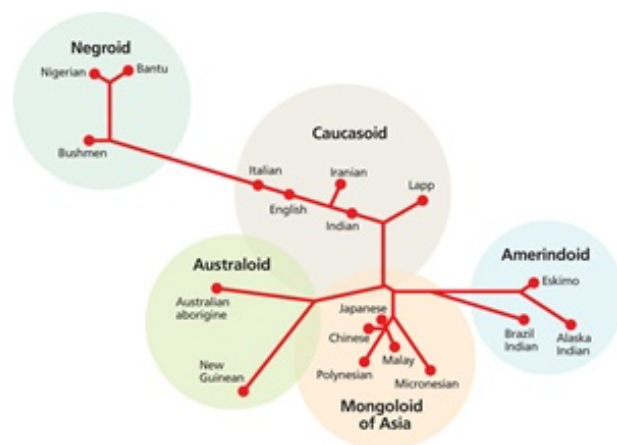 Negroid
Nigerian
Bantu
Bushmen
Caucasoid
Italian
Iranian
Lapp
English
Indian
Australoid
Australian
aborigine
New
Guinean
Amerindoid
Eskimo
Brazil
Indian
Alaska
Indian
Japanese
Chinese
Malay
Polynesian
Micronesian
Mongoloid
of Asia